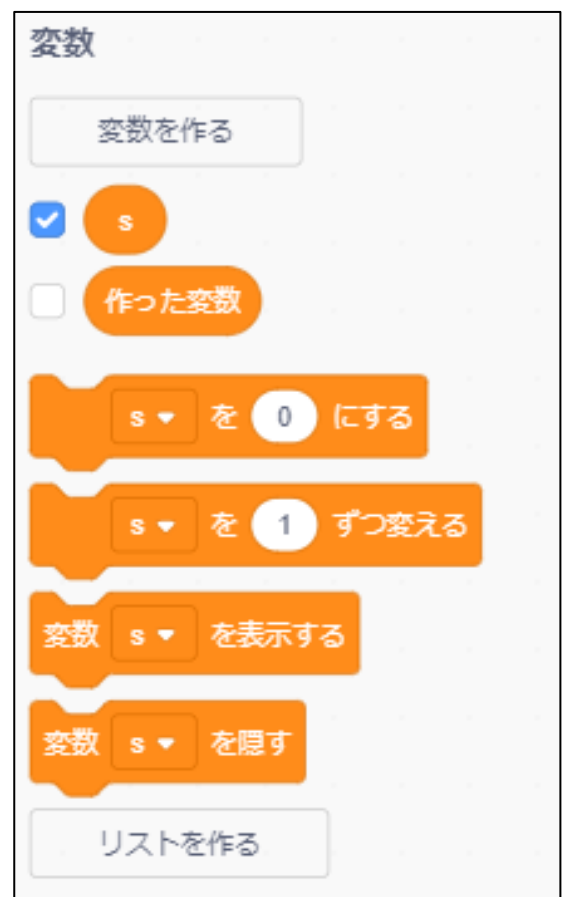 変数
変数を作る
s
作った変数
s を 0 にする
s を 1 ずつ変える
変数 s を表示する
変数 s を隠す
リストを作る